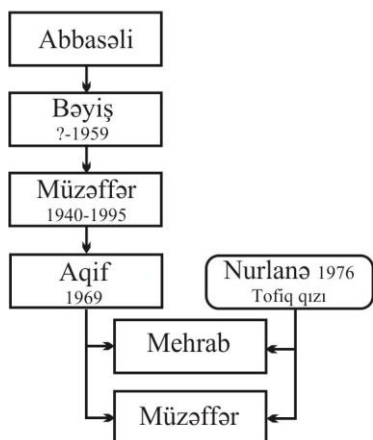 Abbasəli
Bəyiş
?-1959
Müzəffər
1940-1995
Aqif
1969
Nurlanə 1976
Tofiq qızı
Mehrab
Müzəffər